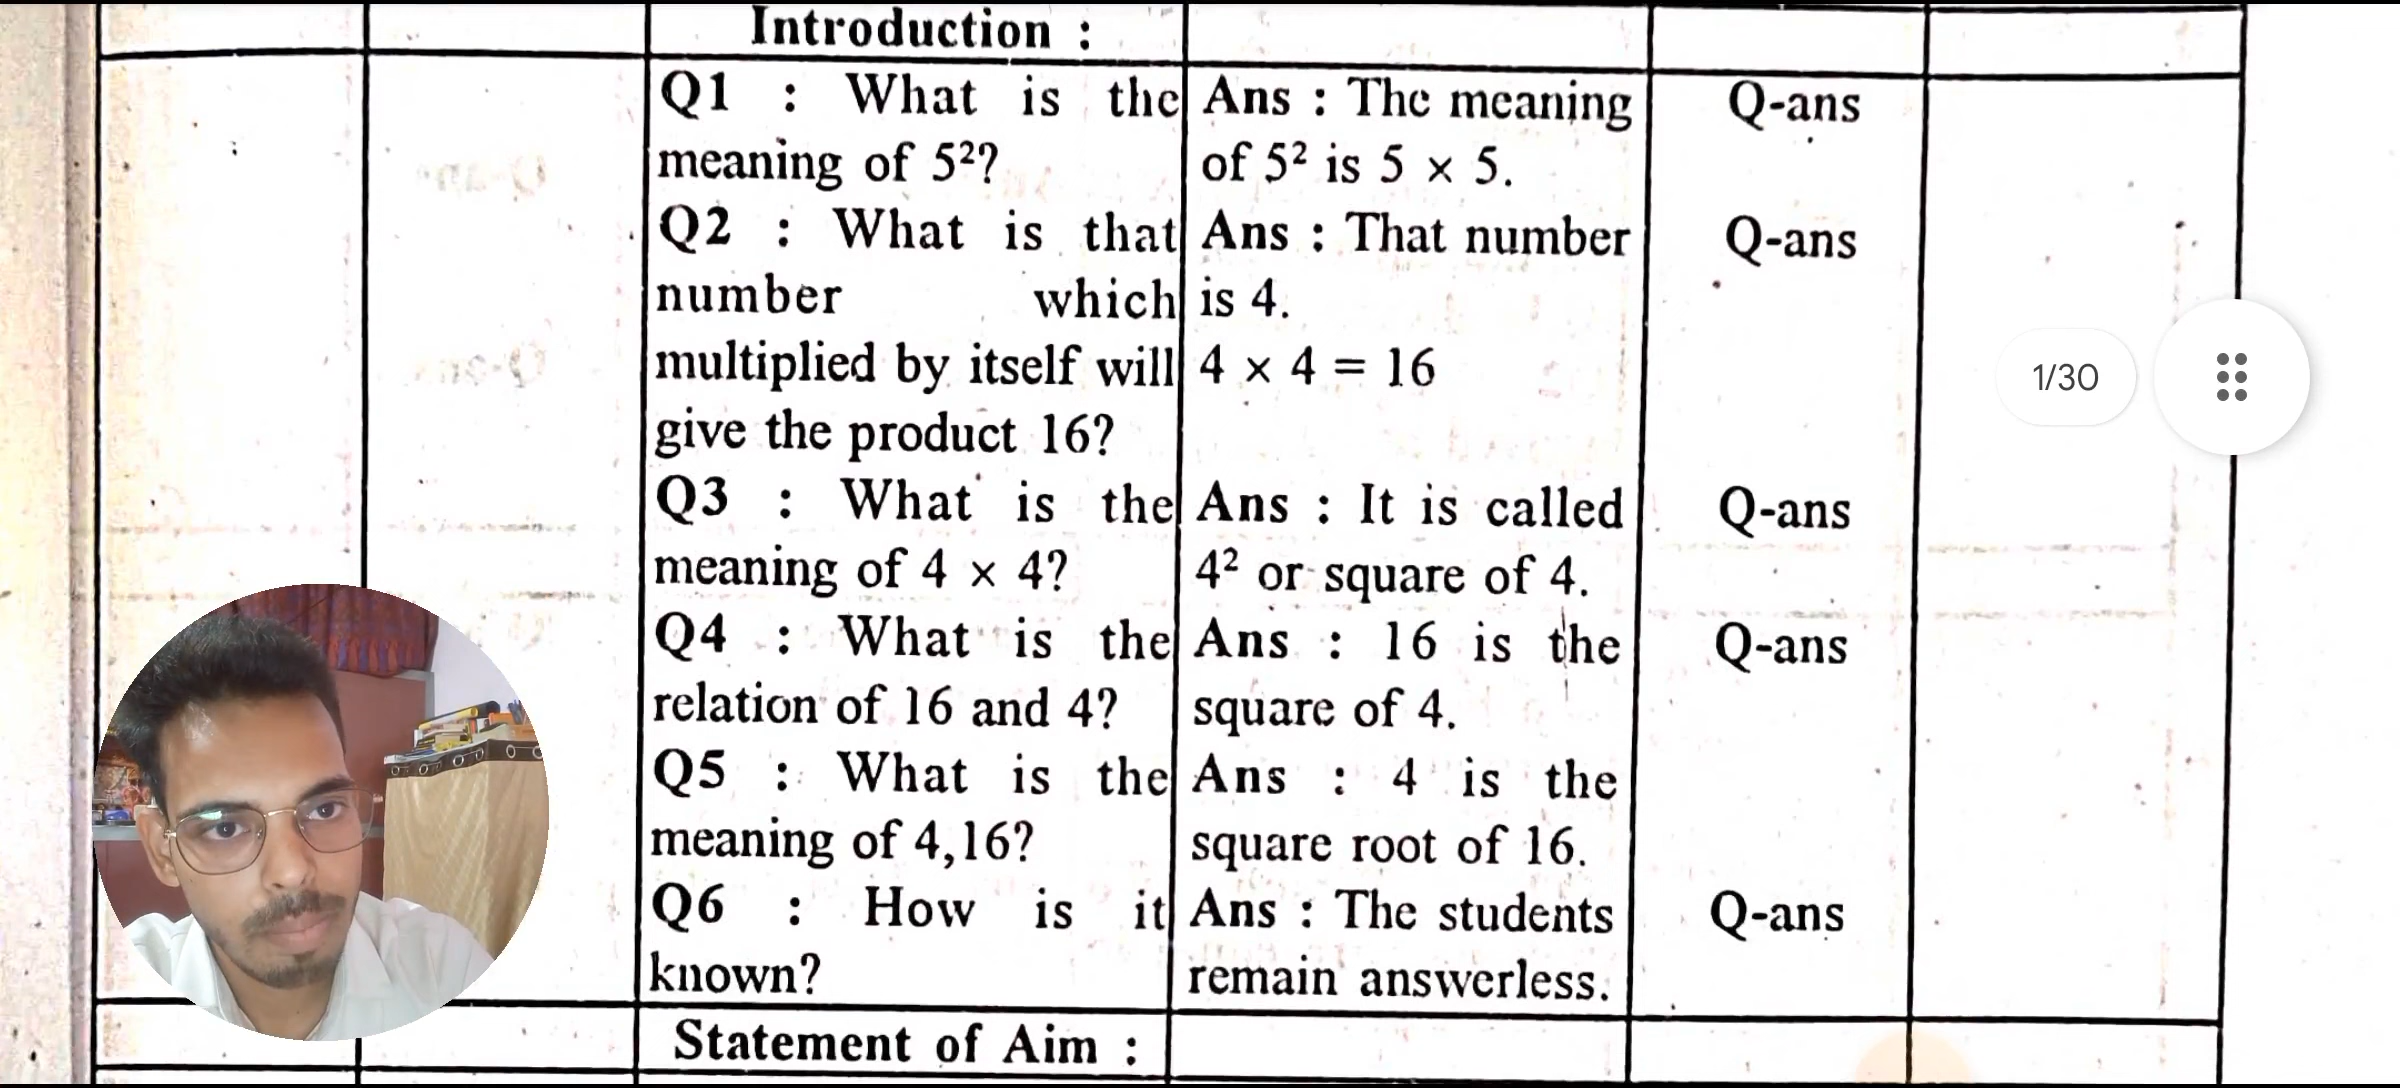 Introduction :
Q1 : What is the
meaning of 5²?
Ans : The meaning
of 5² is 5 × 5.
Q-ans
Q2 : What is that
number which
multiplied by itself will
give the product 16?
Ans : That number
is 4.
4 × 4 = 16
Q-ans
1/30
Q3 : What is the
meaning of 4 × 4?
Ans : It is called
4² or square of 4.
Q-ans
Q4 : What is the
relation of 16 and 4?
Ans : 16 is the
square of 4.
Q-ans
Q5 : What is the
meaning of 4,16?
Ans : 4 is the
square root of 16.
Q6 : How is it
known?
Ans : The students
remain answerless.
Q-ans
Statement of Aim :